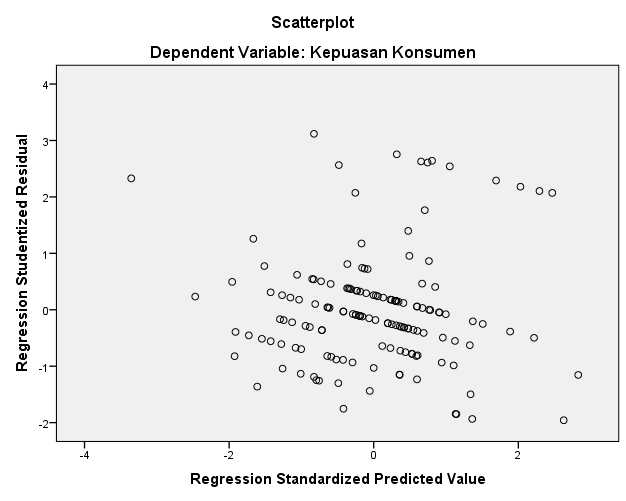 Scatterplot
Dependent Variable: Kepuasan Konsumen
Regression Studentized Residual
4
3
2
1
0
-1
-2
-4
-2
0
2
Regression Standardized Predicted Value